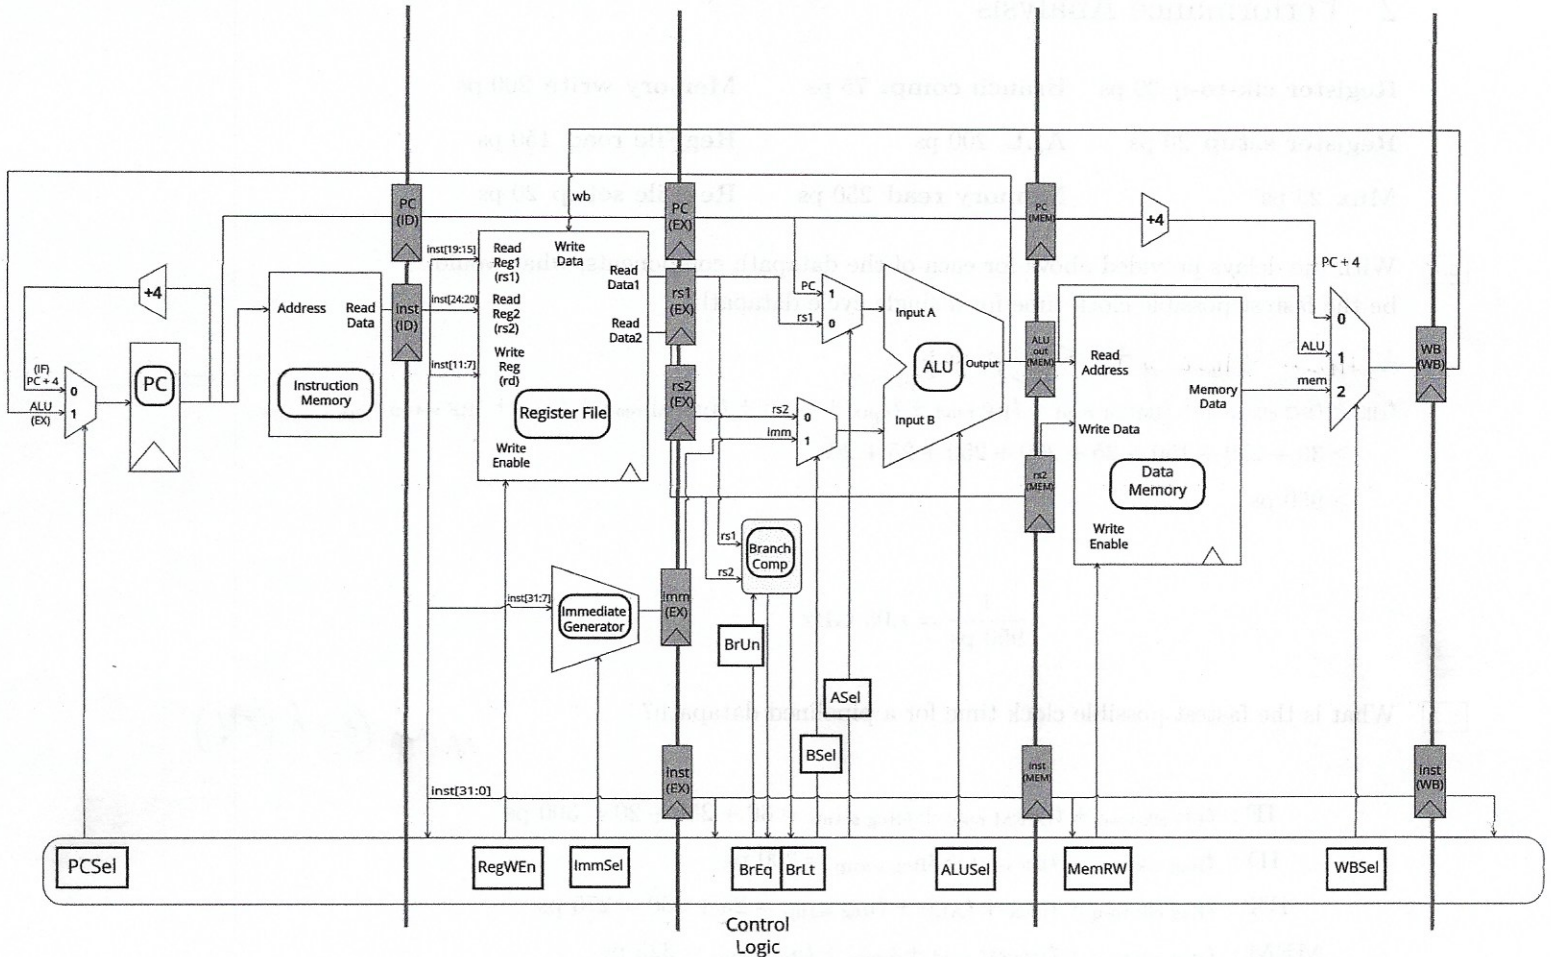 PC
(ID)
inst
(ID)
PC
(EX)
rs1
(EX)
rs2
(EX)
imm
(EX)
inst
(EX)
PC
(MEM)
ALU
out
(MEM)
rs2
(MEM)
inst
(MEM)
WB
(WB)
inst
(WB)
+4
(IF)
PC + 4
ALU
(EX)
0
1
PC
Address
Read
Data
Instruction
Memory
inst[19:15]
inst[24:20]
inst[11:7]
wb
Read
Reg1
(rs1)
Write
Data
Read
Data1
Read
Reg2
(rs2)
Read
Data2
Write
Reg
(rd)
Register File
Write
Enable
inst[31:7]
Immediate
Generator
inst[31:0]
PC
rs1
1
0
rs2
imm
0
1
Input A
ALU
Output
Input B
rs1
rs2
Branch
Comp
BrUn
ASel
BSel
+4
PC + 4
Read
Address
Memory
Data
Write Data
Data
Memory
Write
Enable
ALU
mem
0
1
2
PCSel
RegWEn
ImmSel
BrEq
BrLt
ALUSel
MemRW
WBSel
Control
Logic